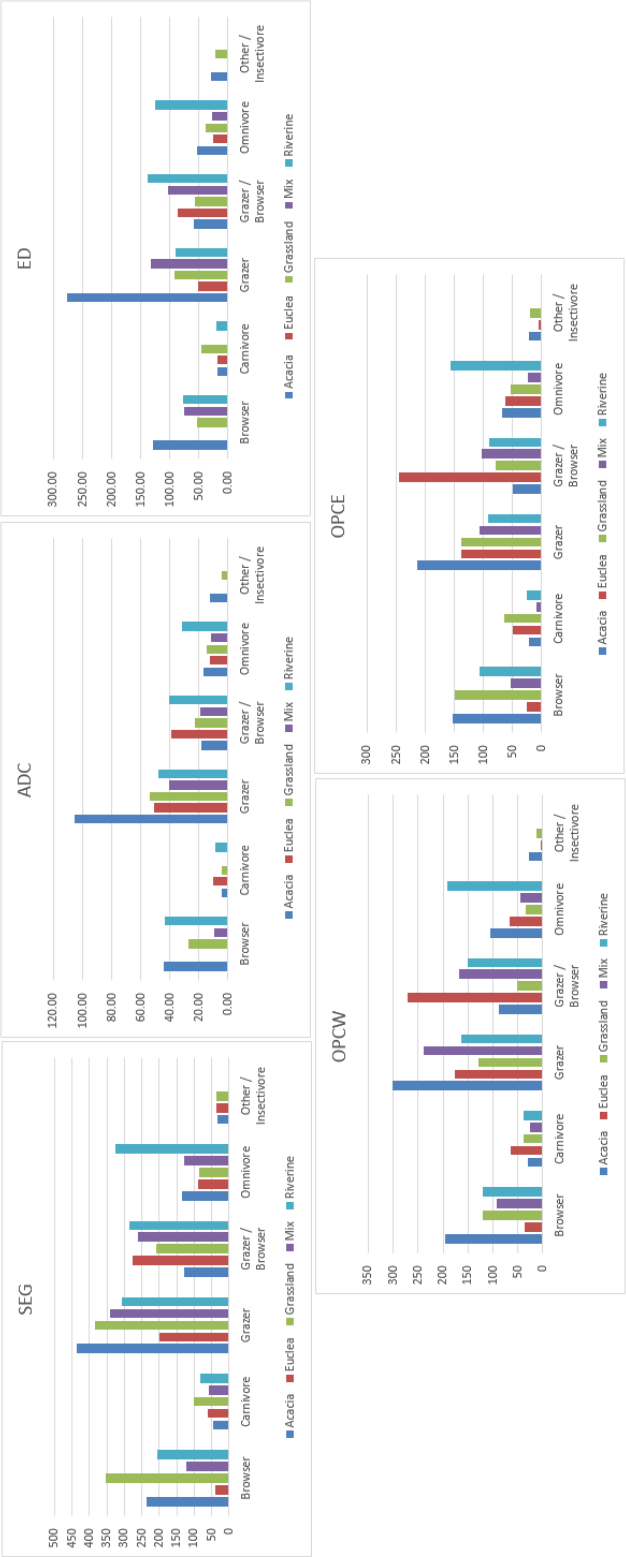 SEG
500
450
400
350
300
250
200
150
100
50
0
Browser
Carnivore
Grazer
Grazer /
Browser
Omnivore
Other /
Insectivore
Acacia Euclea Grassland Mix Riverine
ADC
120.00
100.00
80.00
60.00
40.00
20.00
0.00
Browser
Carnivore
Grazer
Grazer /
Browser
Omnivore
Other /
Insectivore
Acacia Euclea Grassland Mix Riverine
ED
300.00
250.00
200.00
150.00
100.00
50.00
0.00
Browser
Carnivore
Grazer
Grazer /
Browser
Omnivore
Other /
Insectivore
Acacia Euclea Grassland Mix Riverine
OPCW
350
300
250
200
150
100
50
0
Browser
Carnivore
Grazer
Grazer /
Browser
Omnivore
Other /
Insectivore
Acacia Euclea Grassland Mix Riverine
OPCE
300
250
200
150
100
50
0
Browser
Carnivore
Grazer
Grazer /
Browser
Omnivore
Other /
Insectivore
Acacia Euclea Grassland Mix Riverine